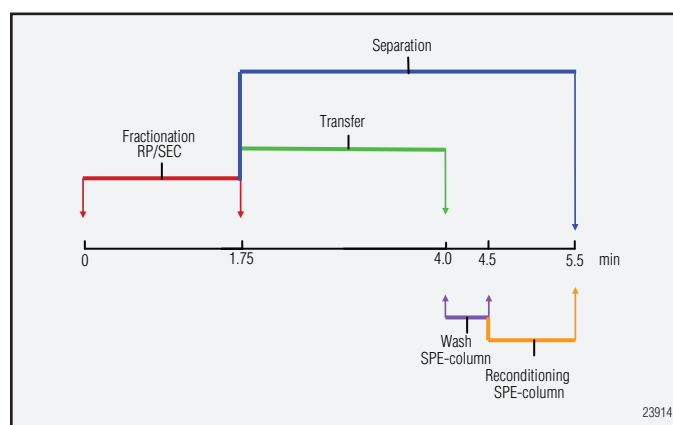 Separation
Transfer
Fractionation
RP/SEC
0
1.75
4.0
4.5
5.5
min
Wash
SPE-column
Reconditioning
SPE-column
23914